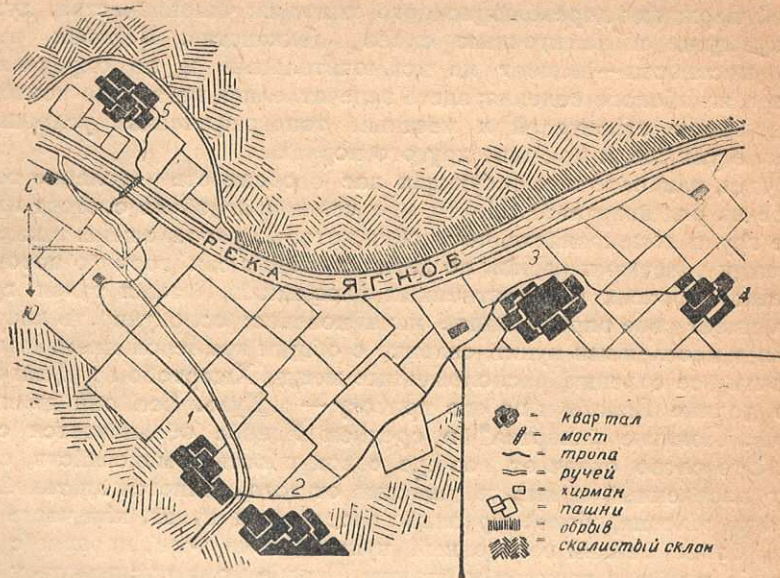 5
С
РЕКА ЯГНОБ
Ю
3
4
1
2
- квартал
- мост
- тропа
- ручей
- хирман
- пашни
- обрыв
- скалистый склон